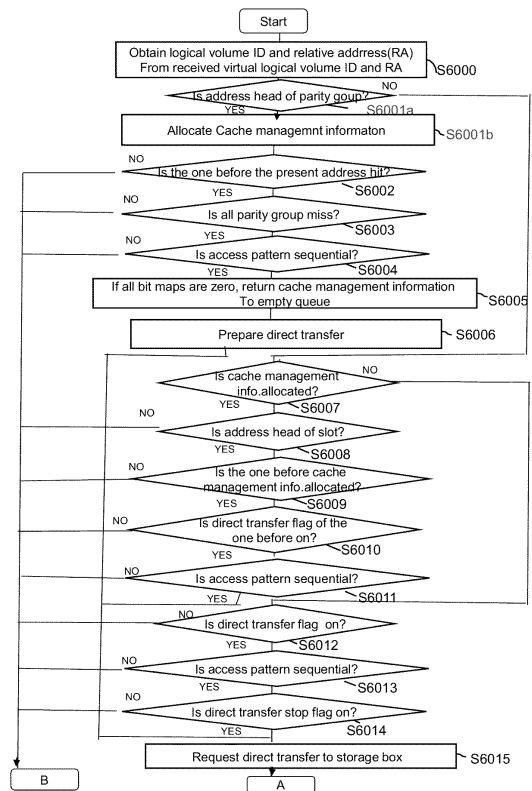 Start
Obtain logical volume ID and relative addrress(RA)
From received virtual logical volume ID and RA
S6000
NO
Is address head of parity goup?
YES
S6001a
Allocate Cache managemnt informaton
S6001b
NO
Is the one before the present address hit?
YES
S6002
NO
Is all parity group miss?
YES
S6003
NO
Is access pattern sequential?
YES
S6004
If all bit maps are zero, return cache management information
To empty queue
S6005
Prepare direct transfer
S6006
Is cache management
info.allocated?
NO
YES
S6007
NO
Is address head of slot?
YES
S6008
NO
Is the one before cache
management info.allocated?
YES
S6009
NO
Is direct transfer flag of the
one before on?
YES
S6010
NO
Is access pattern sequential?
YES
S6011
NO
Is direct transfer flag on?
YES
S6012
NO
Is access pattern sequential?
YES
S6013
NO
Is direct transfer stop flag on?
YES
S6014
Request direct transfer to storage box
S6015
B
A